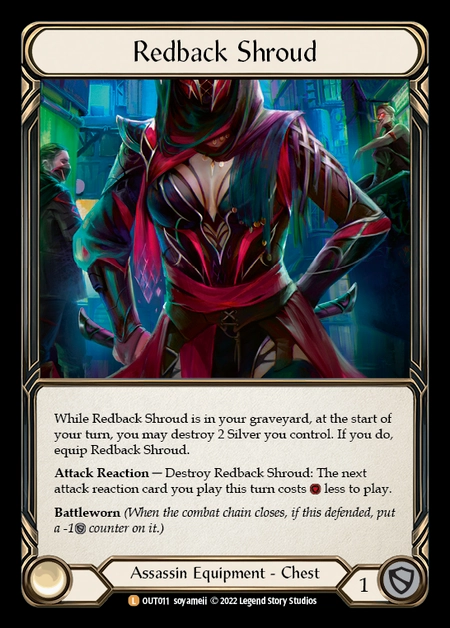 Redback Shroud
While Redback Shroud is in your graveyard, at the start of
your turn, you may destroy 2 Silver you control. If you do,
equip Redback Shroud.
Attack Reaction — Destroy Redback Shroud: The next
attack reaction card you play this turn costs less to play.
Battleworn (When the combat chain closes, if this defended, put
a -1 counter on it.)
Assassin Equipment - Chest
1
L OUT011 soyameii © 2022 Legend Story Studios